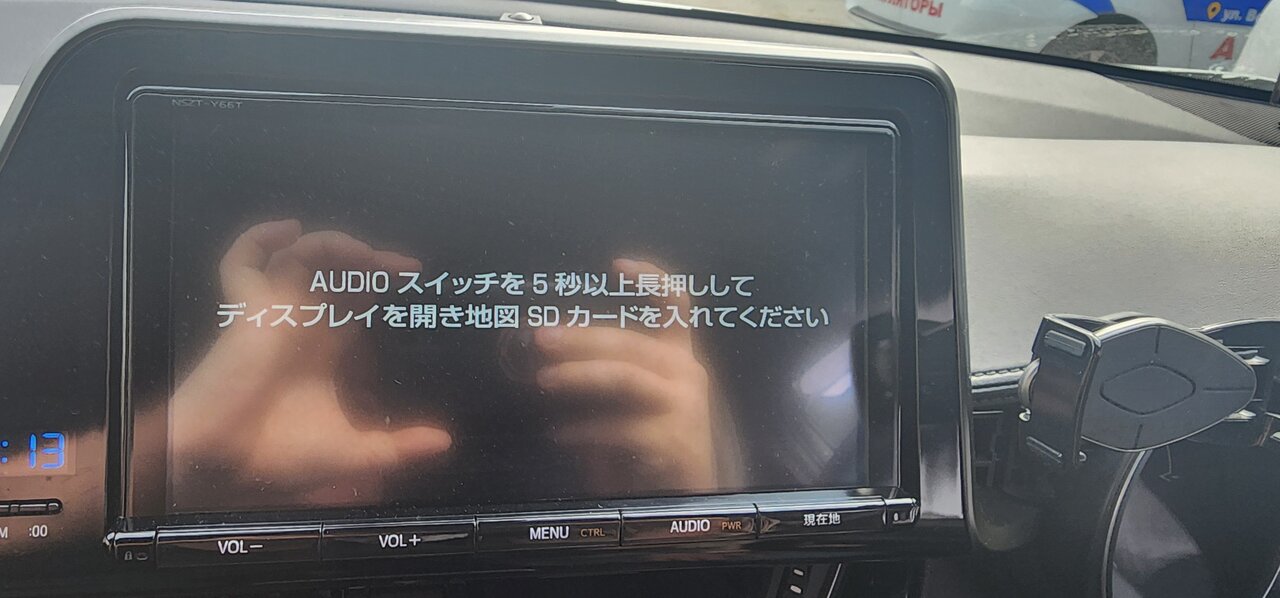 ул. В
NSZT-Y66T
AUDIO スイッチを 5 秒以上長押しして
ディスプレイを開き地図 SD カードを入れてください
:13
:00
VOL−
VOL+
MENU CTRL
AUDIO PWR
現在地